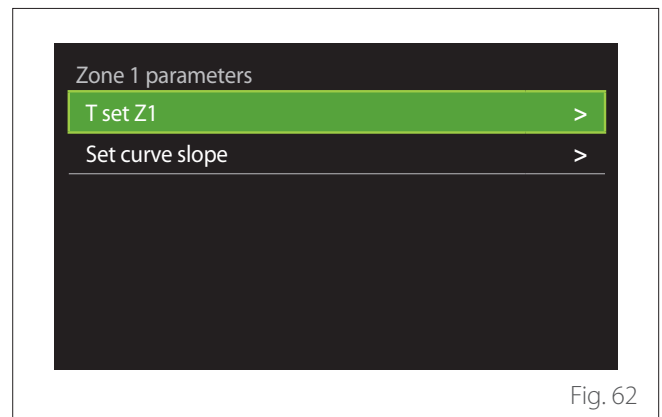 Zone 1 parameters
T set Z1 >
Set curve slope >
Fig. 62